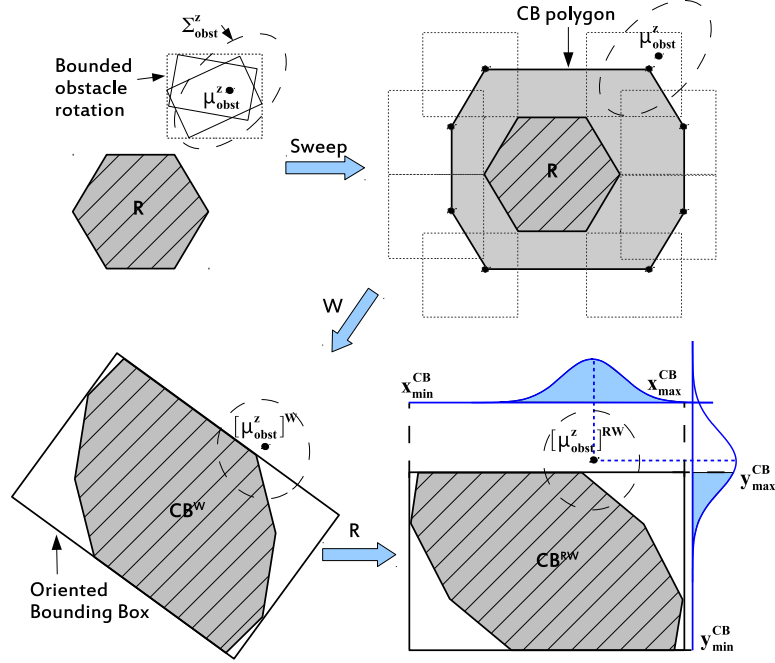 Σ^z_obst
CB polygon
Bounded
obstacle
rotation
μ^z_obst
μ^z_obst
Sweep
R
R
W
[μ^z_obst]^W
x^CB_min
x^CB_max
[μ^z_obst]^RW
CB^W
y^CB_max
R
CB^RW
Oriented
Bounding Box
y^CB_min